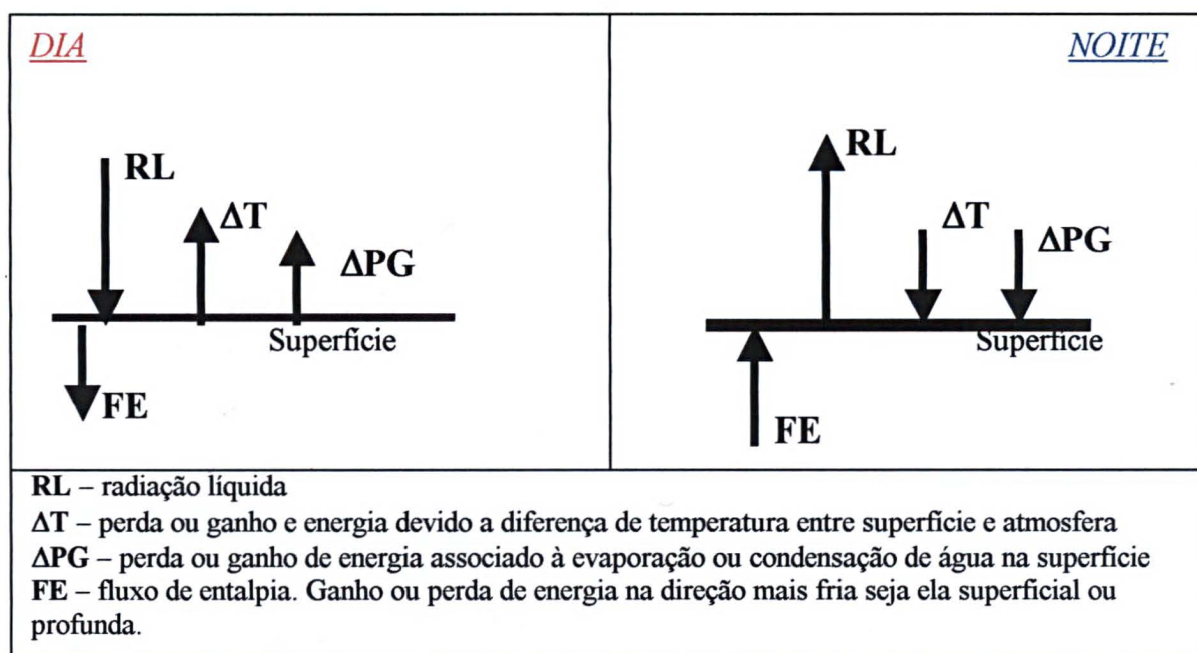 DIA
NOITE
RL
ΔT
ΔPG
Superfície
FE
RL
ΔT
ΔPG
Superfície
FE
RL – radiação líquida
ΔT – perda ou ganho e energia devido a diferença de temperatura entre superfície e atmosfera
ΔPG – perda ou ganho de energia associado à evaporação ou condensação de água na superfície
FE – fluxo de entalpia. Ganho ou perda de energia na direção mais fria seja ela superficial ou
profunda.